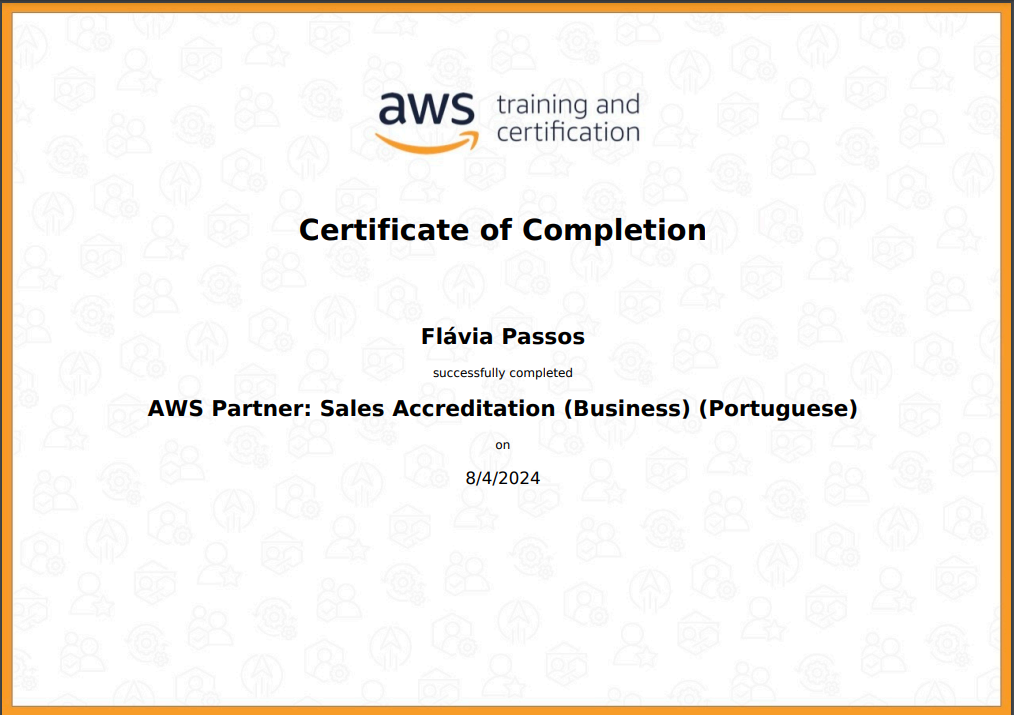 aws training and
certification
Certificate of Completion
Flávia Passos
successfully completed
AWS Partner: Sales Accreditation (Business) (Portuguese)
on
8/4/2024